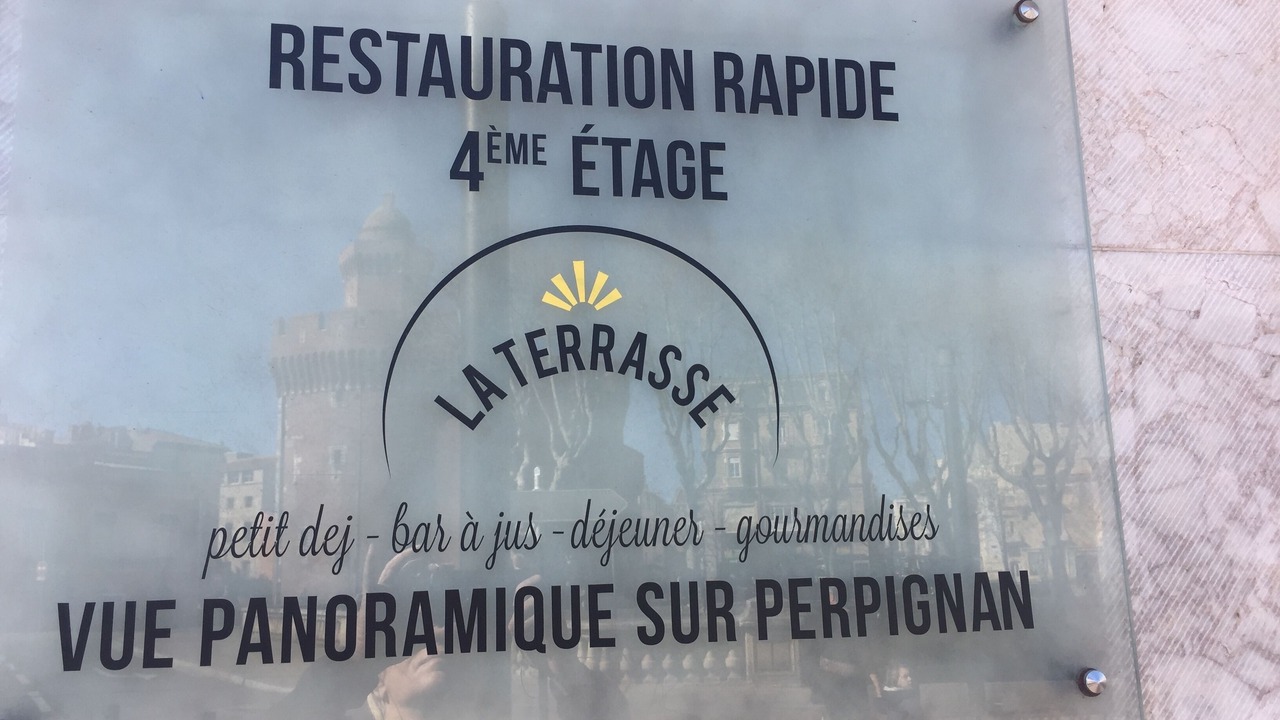 RESTAURATION RAPIDE
4ÈME ÉTAGE
LA TERRASSE
petit dej - bar à jus - déjeuner - gourmandises
VUE PANORAMIQUE SUR PERPIGNAN